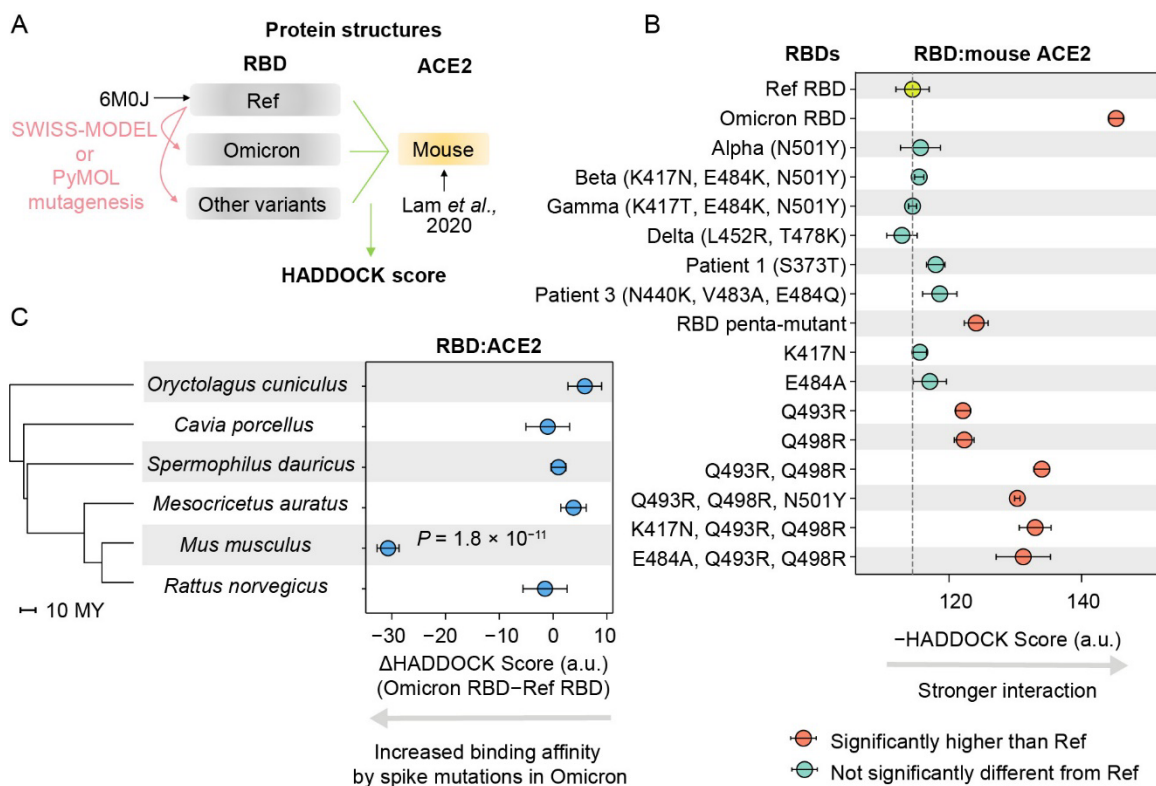 A
Protein structures
RBD
ACE2
6M0J
Ref
SWISS-MODEL
or
PyMOL
mutagenesis
Omicron
Mouse
Other variants
Lam et al.,
2020
HADDOCK score
B
RBDs
RBD:mouse ACE2
Ref RBD
Omicron RBD
Alpha (N501Y)
Beta (K417N, E484K, N501Y)
Gamma (K417T, E484K, N501Y)
Delta (L452R, T478K)
Patient 1 (S373T)
Patient 3 (N440K, V483A, E484Q)
RBD penta-mutant
K417N
E484A
Q493R
Q498R
Q493R, Q498R
Q493R, Q498R, N501Y
K417N, Q493R, Q498R
E484A, Q493R, Q498R
120
140
−HADDOCK Score (a.u.)
Stronger interaction
Significantly higher than Ref
Not significantly different from Ref
C
RBD:ACE2
Oryctolagus cuniculus
Cavia porcellus
Spermophilus dauricus
Mesocricetus auratus
Mus musculus
P = 1.8 × 10⁻¹¹
Rattus norvegicus
10 MY
−30
−20
−10
0
10
ΔHADDOCK Score (a.u.)
(Omicron RBD−Ref RBD)
Increased binding affinity
by spike mutations in Omicron